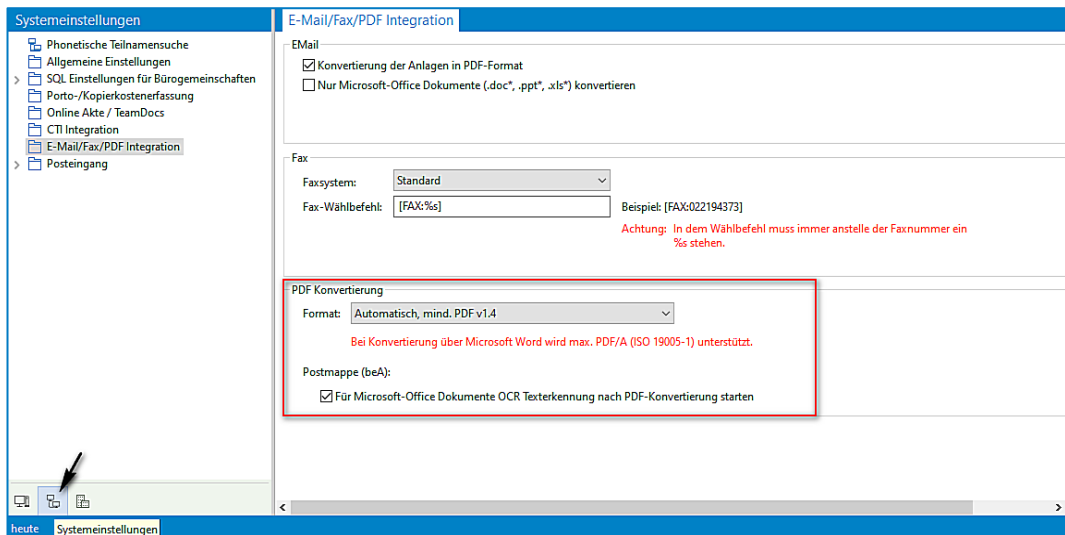 Systemeinstellungen
Phonetische Teilnamensuche
Allgemeine Einstellungen
SQL Einstellungen für Bürogemeinschaften
Porto-/Kopierkostenerfassung
Online Akte / TeamDocs
CTI Integration
E-Mail/Fax/PDF Integration
Posteingang
E-Mail/Fax/PDF Integration
EMail
Konvertierung der Anlagen in PDF-Format
Nur Microsoft-Office Dokumente (.doc*, .ppt*, .xls*) konvertieren
Fax
Faxsystem: Standard
Fax-Wählbefehl: [FAX:%s] Beispiel: [FAX:022194373]
Achtung: In dem Wählbefehl muss immer anstelle der Faxnummer ein
%s stehen.
PDF Konvertierung
Format: Automatisch, mind. PDF v1.4
Bei Konvertierung über Microsoft Word wird max. PDF/A (ISO 19005-1) unterstützt.
Postmappe (beA):
Für Microsoft-Office Dokumente OCR Texterkennung nach PDF-Konvertierung starten
heute Systemeinstellungen